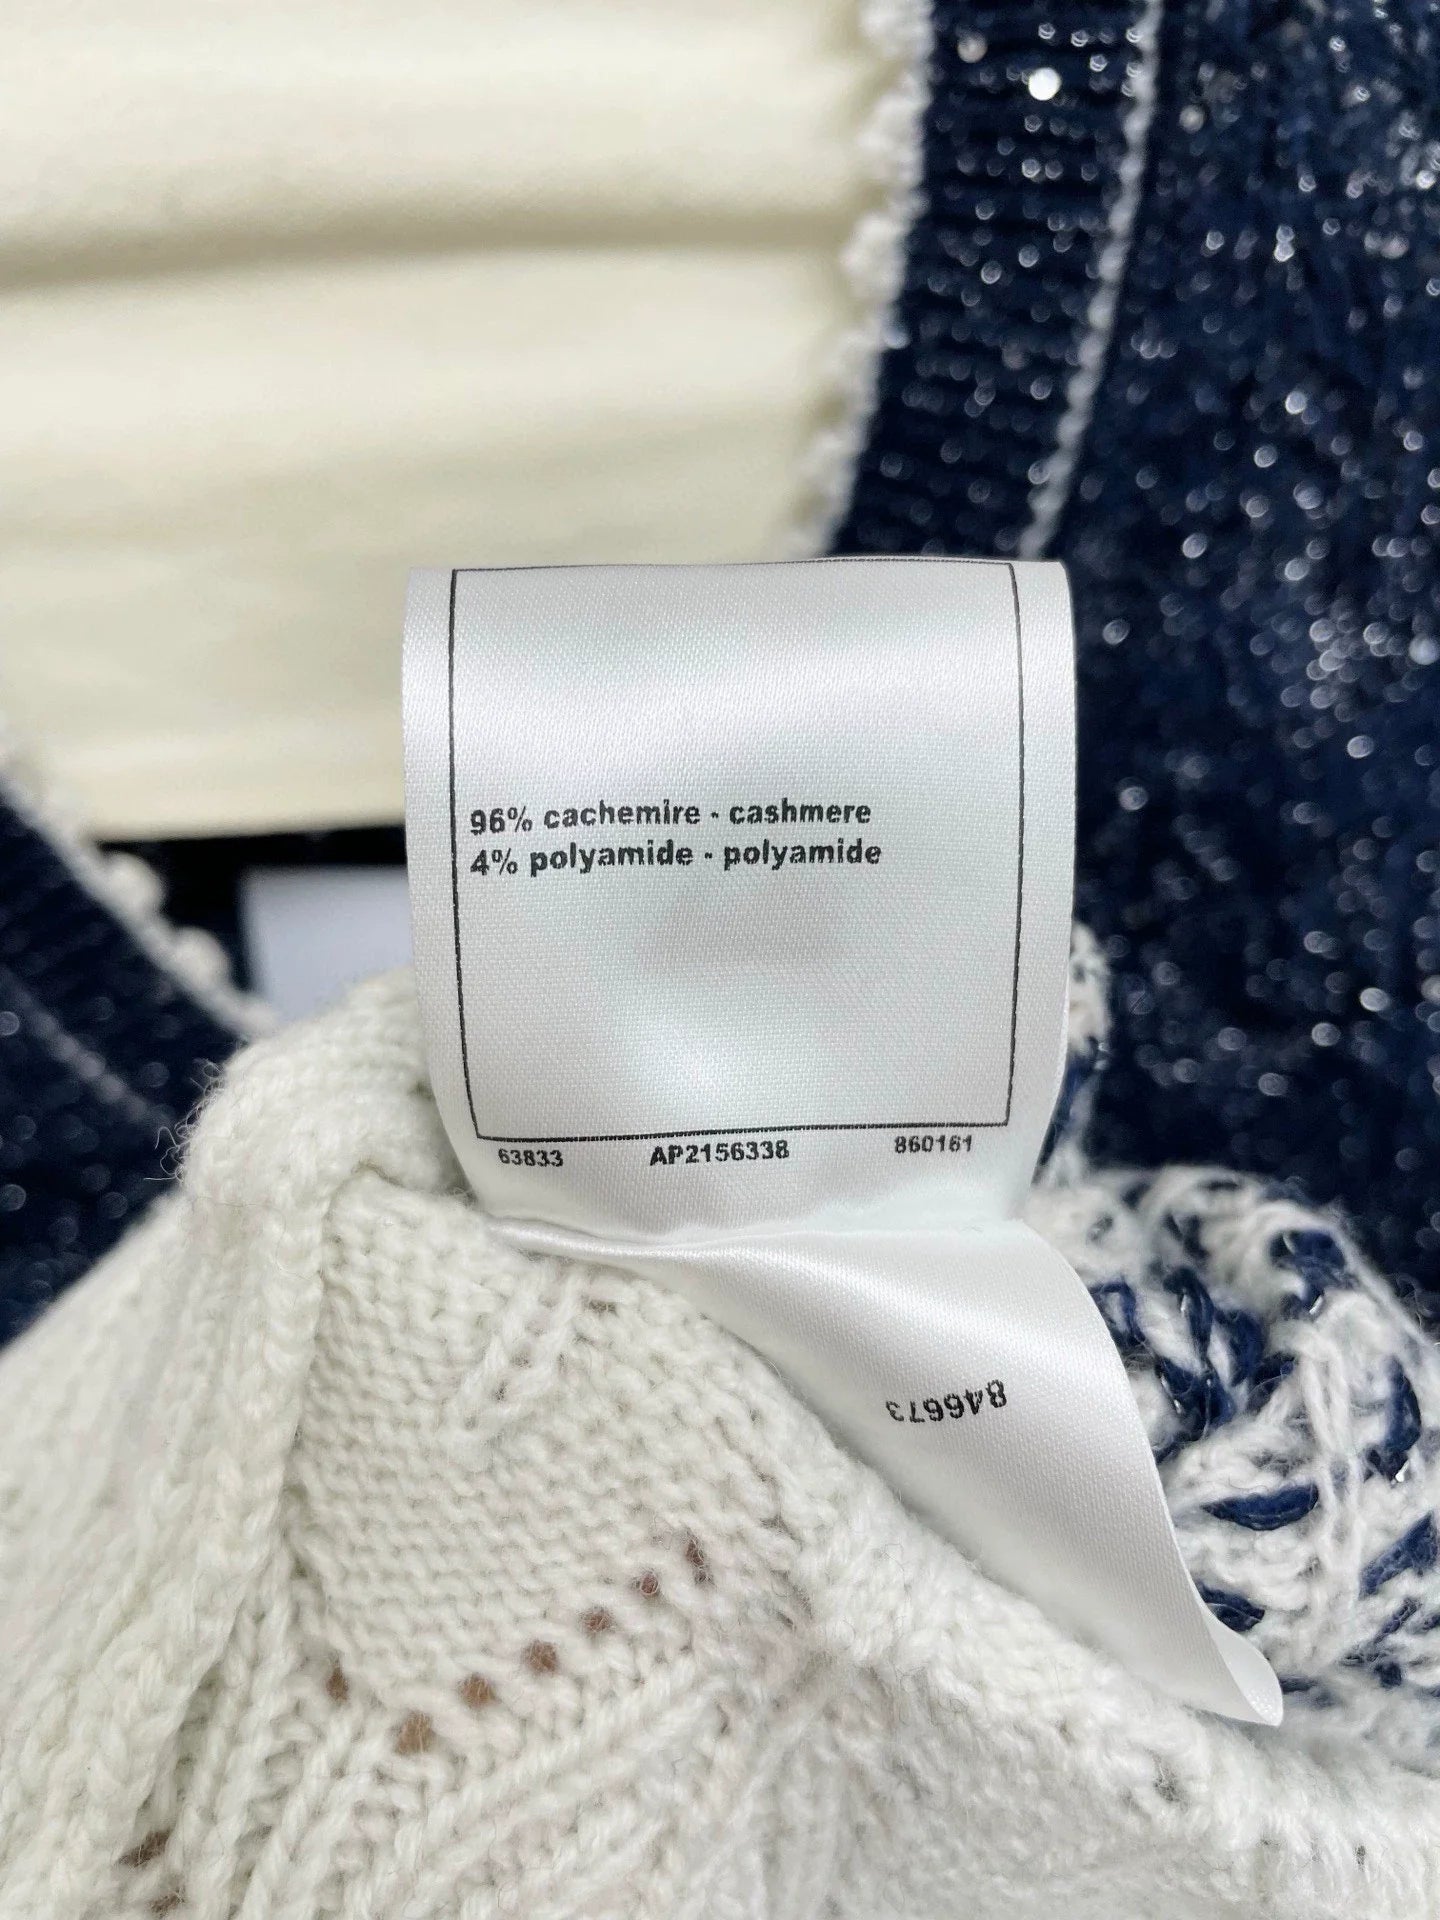 96% cachemire - cashmere
4% polyamide - polyamide
63833 AP2156338 860161
846673